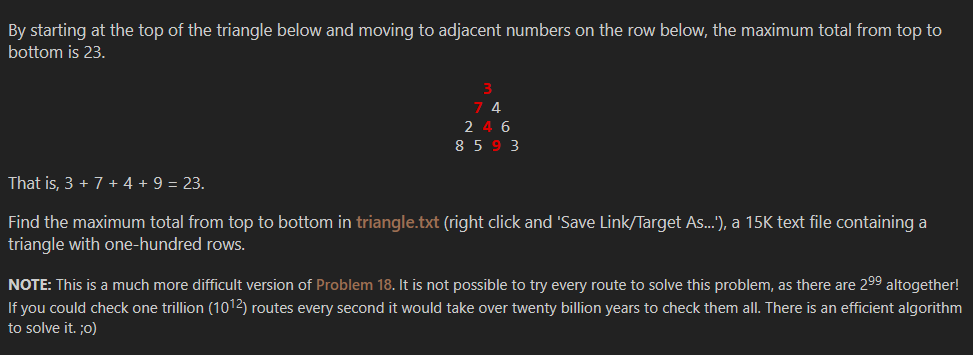 By starting at the top of the triangle below and moving to adjacent numbers on the row below, the maximum total from top to
bottom is 23.
3
7 4
2 4 6
8 5 9 3
That is, 3 + 7 + 4 + 9 = 23.
Find the maximum total from top to bottom in triangle.txt (right click and 'Save Link/Target As...'), a 15K text file containing a
triangle with one-hundred rows.
NOTE: This is a much more difficult version of Problem 18. It is not possible to try every route to solve this problem, as there are 2⁹⁹ altogether!
If you could check one trillion (10¹²) routes every second it would take over twenty billion years to check them all. There is an efficient algorithm
to solve it. ;o)